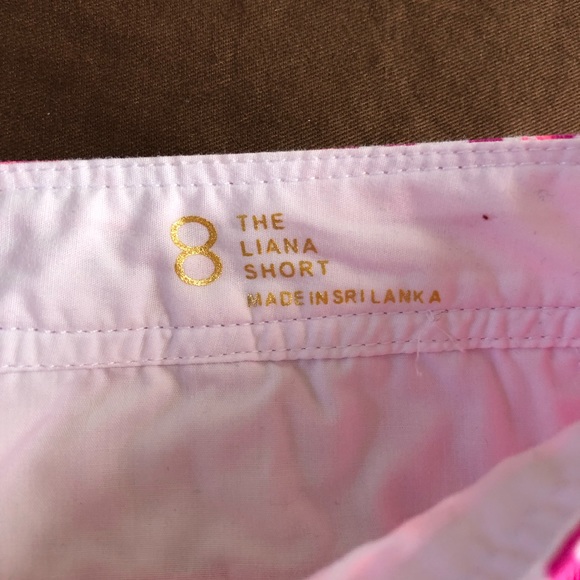 8
THE
LIANA
SHORT
MADE IN SRI LANKA